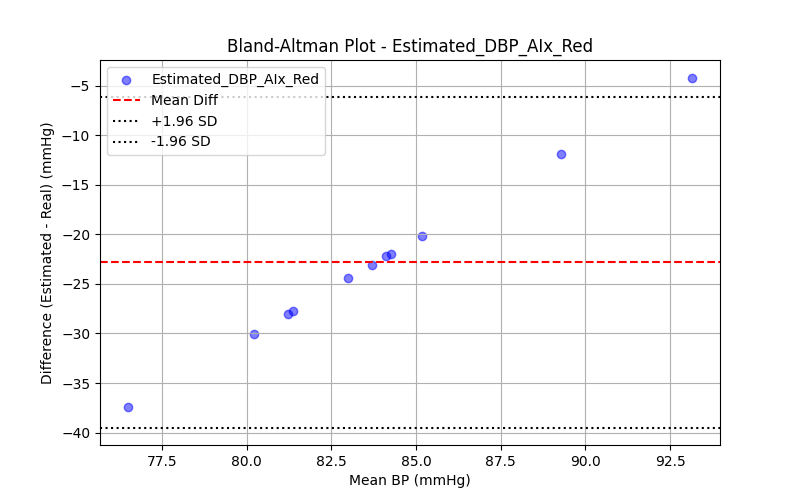 Bland-Altman Plot - Estimated_DBP_AIx_Red
Estimated_DBP_AIx_Red
Mean Diff
+1.96 SD
-1.96 SD
Difference (Estimated - Real) (mmHg)
−5
−10
−15
−20
−25
−30
−35
−40
77.5 80.0 82.5 85.0 87.5 90.0 92.5
Mean BP (mmHg)